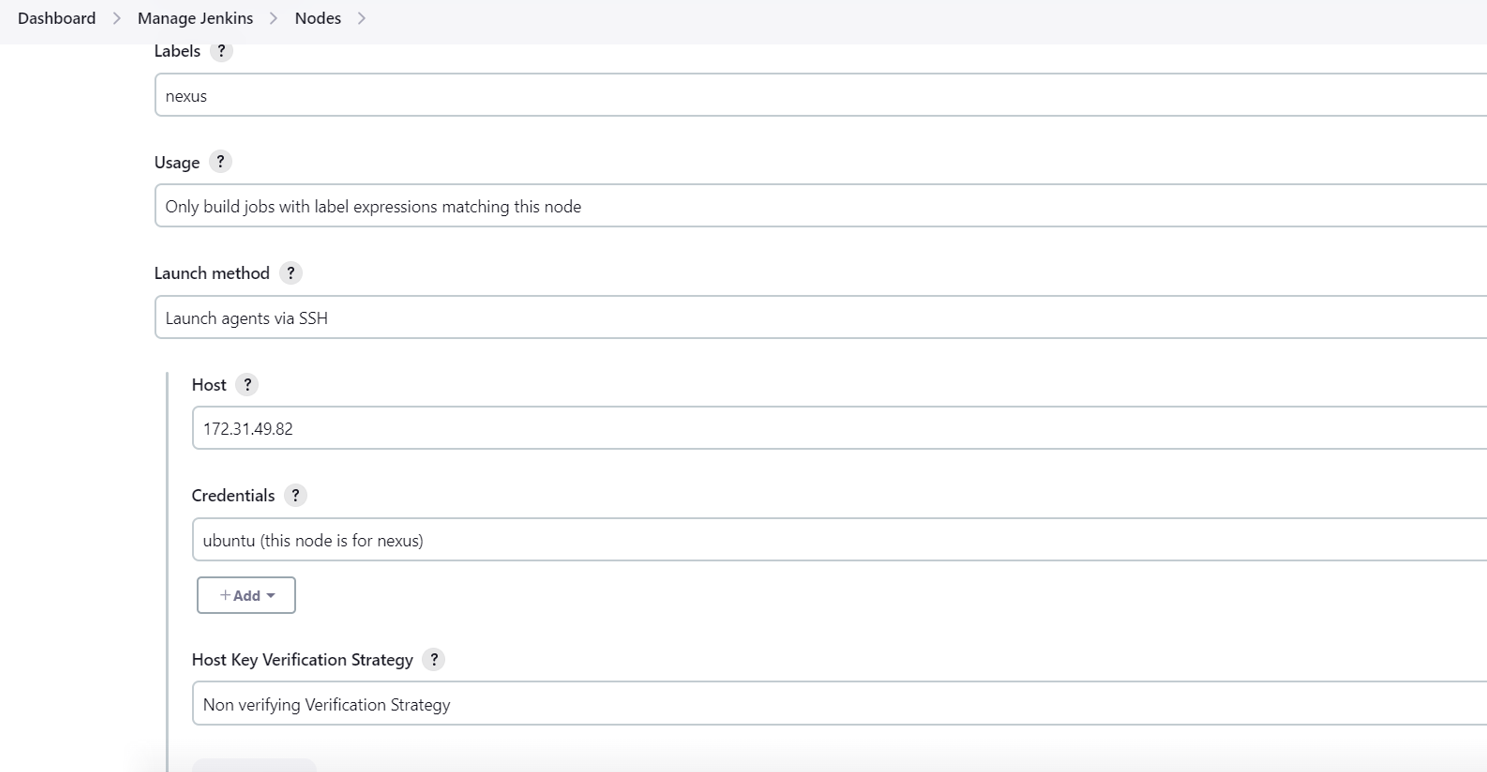 Dashboard > Manage Jenkins > Nodes >
Labels ?
nexus
Usage ?
Only build jobs with label expressions matching this node
Launch method ?
Launch agents via SSH
Host ?
172.31.49.82
Credentials ?
ubuntu (this node is for nexus)
+ Add
Host Key Verification Strategy ?
Non verifying Verification Strategy